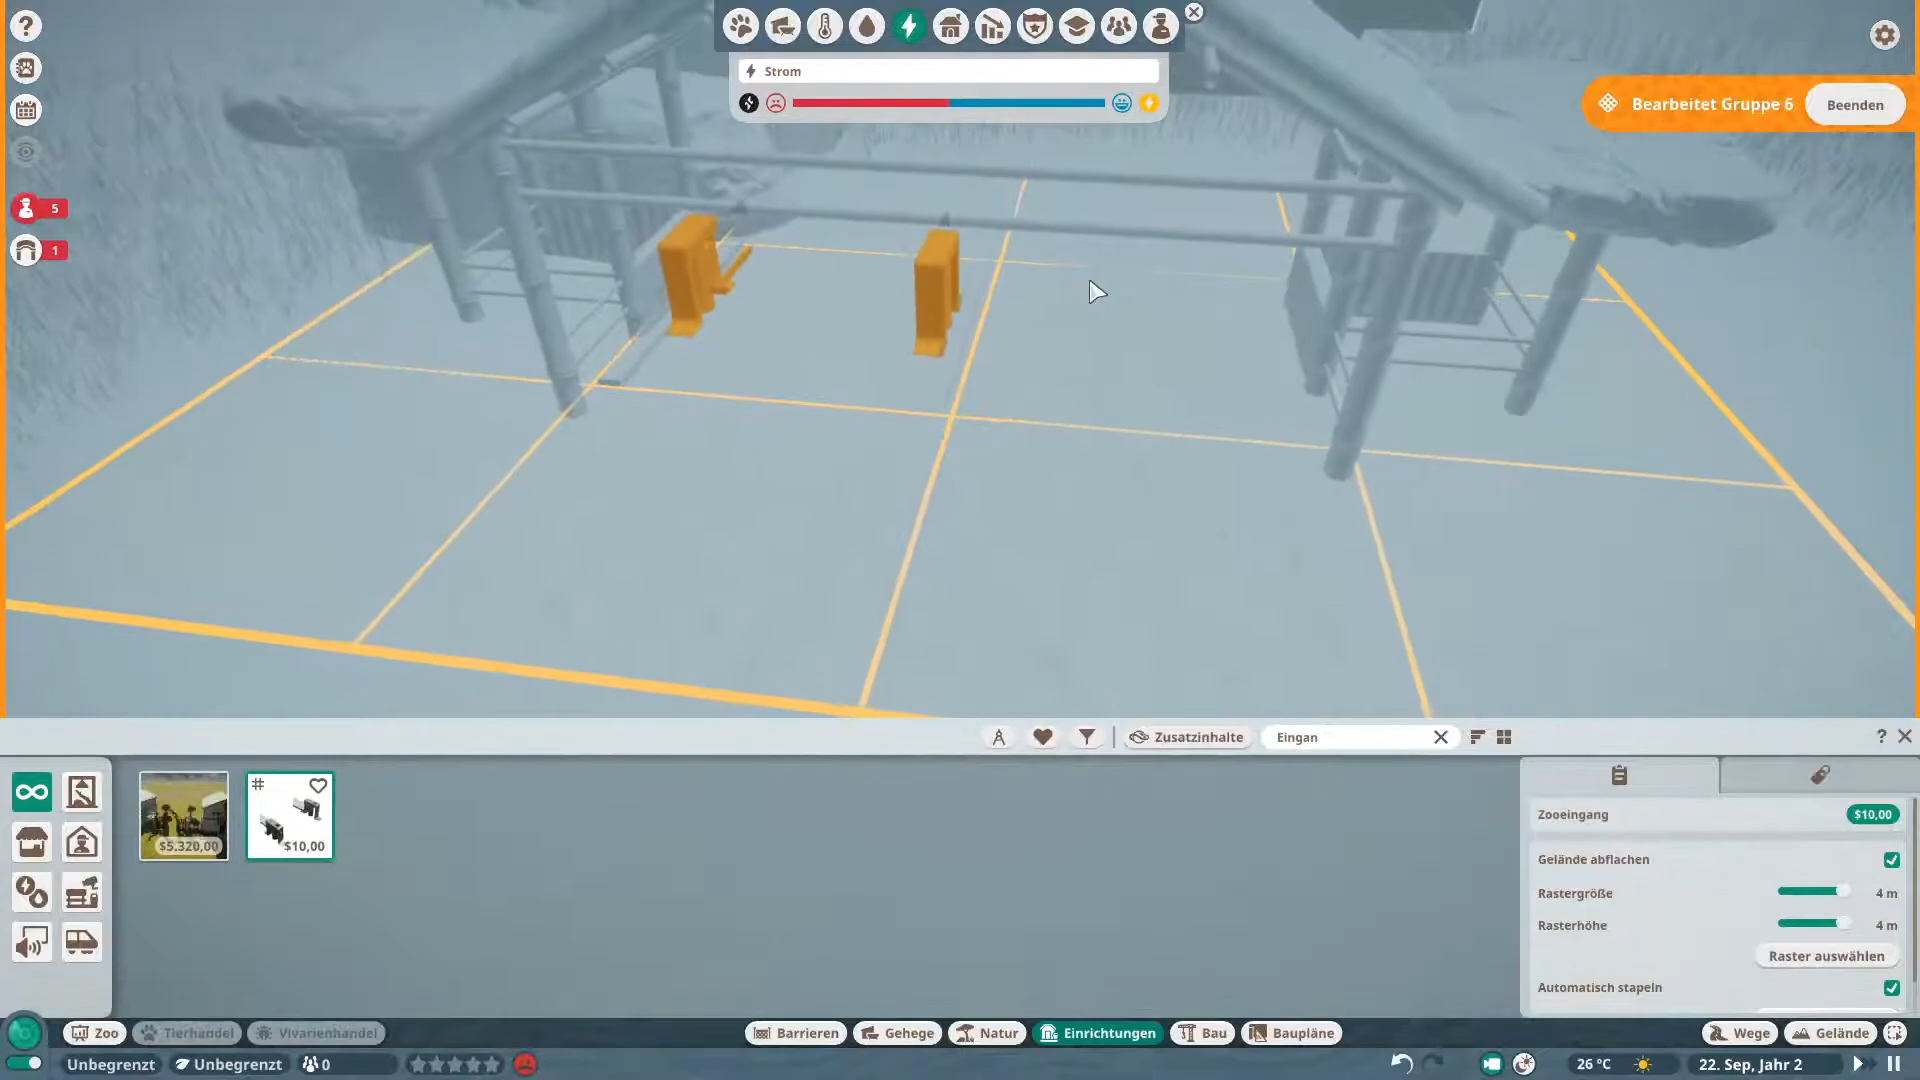 ?
Strom
Bearbeitet Gruppe 6
Beenden
5
1
Zusatzinhalte
Eingan
?
$5.320,00
$10,00
Zooeingang
$10,00
Gelände abflachen
Rastergröße
4 m
Rasterhöhe
4 m
Raster auswählen
Automatisch stapeln
Zoo
Tierhandel
Vivarienhandel
Barrieren
Gehege
Natur
Einrichtungen
Bau
Baupläne
Wege
Gelände
Unbegrenzt
Unbegrenzt
0
26 °C
22. Sep, Jahr 2